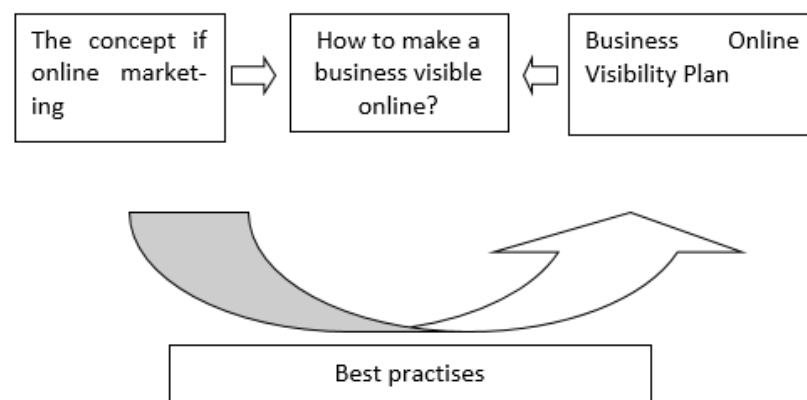 The concept if
online market-
ing
How to make a
business visible
online?
Business Online
Visibility Plan
Best practises